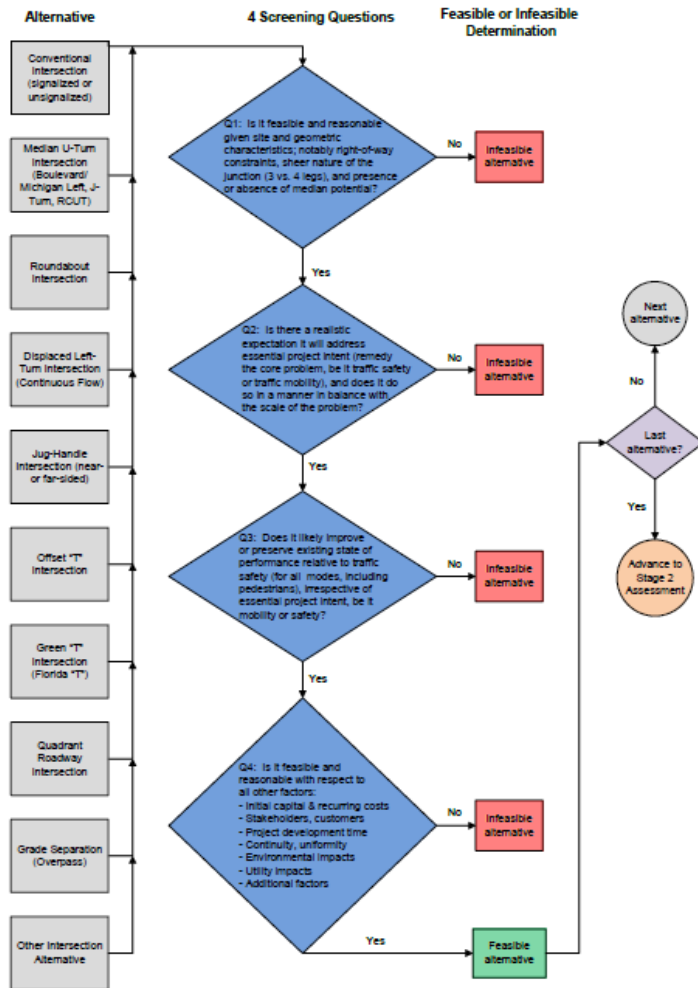 Alternative
4 Screening Questions
Feasible or Infeasible
Determination
Conventional
Intersection
(signalized or
unsignalized)
Median U-Turn
Intersection
(Boulevard/
Michigan Left, J-
Turn, RCUT)
Roundabout
Intersection
Displaced Left-
Turn Intersection
(Continuous Flow)
Jug-Handle
Intersection (near-
or far-sided)
Offset "T"
Intersection
Green "T"
Intersection
(Florida "T")
Quadrant
Roadway
Intersection
Grade Separation
(Overpass)
Other Intersection
Alternative
Q1: Is it feasible and reasonable
given site and geometric
characteristics; notably right-of-way
constraints, sheer nature of the
junction (3 vs. 4 legs), and presence
or absence of median potential?
No
Infeasible
alternative
Yes
Q2: Is there a realistic
expectation it will address
essential project intent (remedy
the core problem, be it traffic safety
or traffic mobility), and does it do
so in a manner in balance with
the scale of the problem?
No
Infeasible
alternative
Yes
Q3: Does it likely improve
or preserve existing state of
performance relative to traffic
safety (for all modes, including
pedestrians), irrespective of
essential project intent, be it
mobility or safety?
No
Infeasible
alternative
Yes
Q4: Is it feasible and
reasonable with respect to
all other factors:
- Initial capital & recurring costs
- Stakeholders, customers
- Project development time
- Continuity, uniformity
- Environmental impacts
- Utility impacts
- Additional factors
No
Infeasible
alternative
Yes
Feasible
alternative
Next
alternative
No
Last
alternative?
Yes
Advance to
Stage 2
Assessment